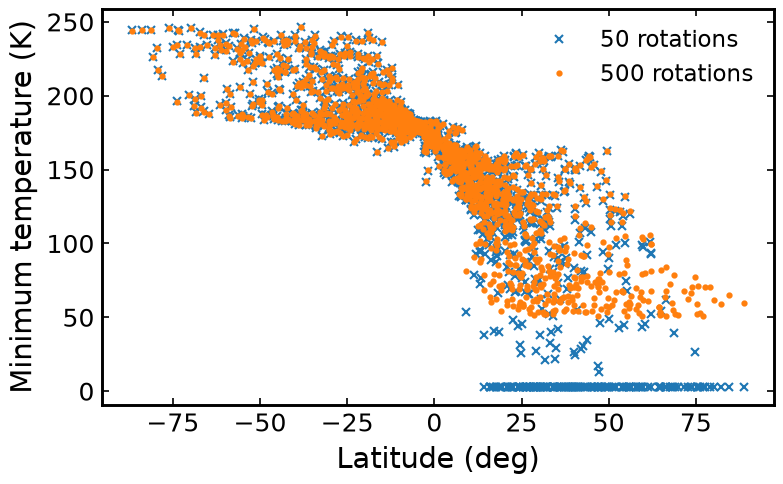 250
200
150
100
50
0
Minimum temperature (K)
50 rotations
500 rotations
−75 −50 −25 0 25 50 75
Latitude (deg)